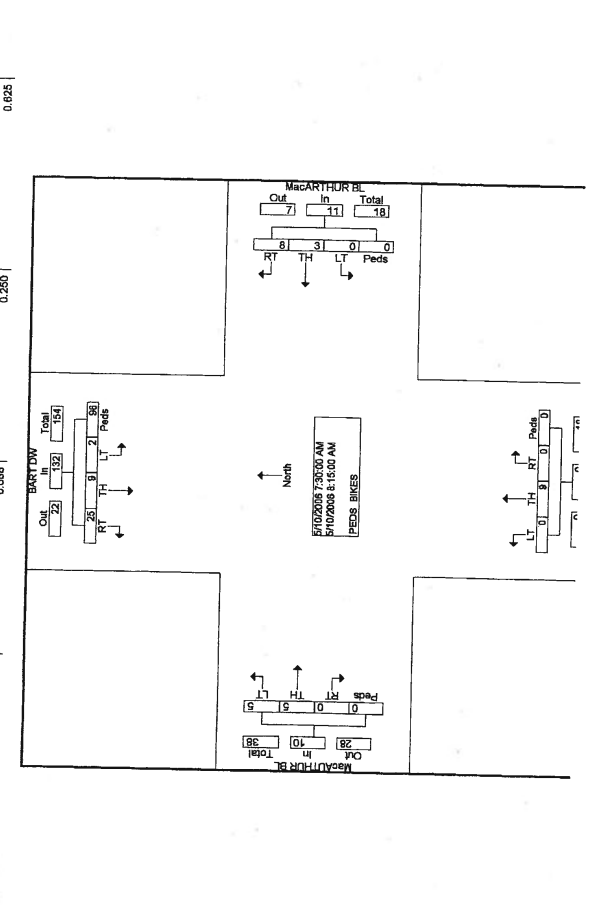 0.625
0.250
BART DW
Out In Total
22 132 154
25 9 2 96
RT TH LT Peds
MacARTHUR BL
Out In Total
7 11 18
8 3 0 0
RT TH LT Peds
North
5/10/2006 7:30:00 AM
5/10/2006 8:15:00 AM
PEDS BIKES
MacAUTHUR BL
Out In Total
28 10 38
5 5 0 0
LT TH RT Peds
LT TH RT Peds
0 9 0 0